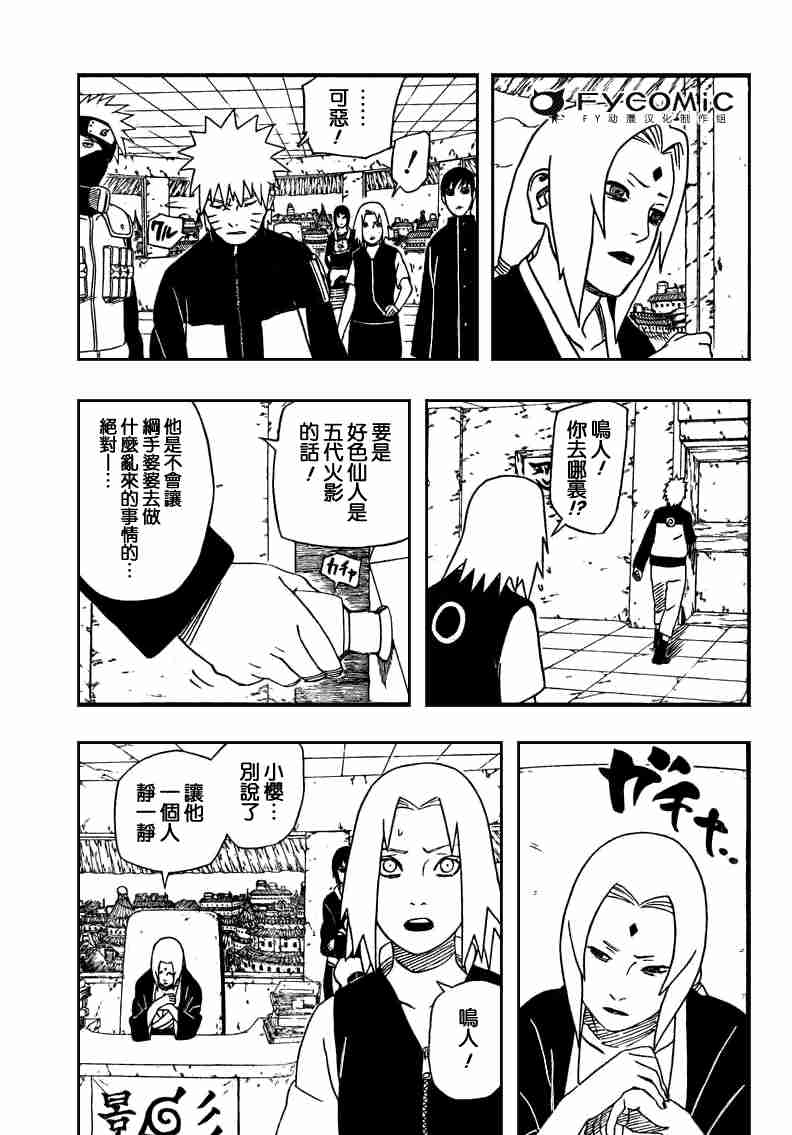 FYCOMiC
FY动漫汉化制作组
……
可惡！
！
クル
鳴人！
你去哪裏!?
要是
好色仙人是
五代火影
的話！
カチャ
他是不會讓
綱手婆婆去做
什麼亂來的事情的…
絕對—…
ガチャ..
鳴人！
小櫻…
別說了
讓他
一個人
靜一靜
影